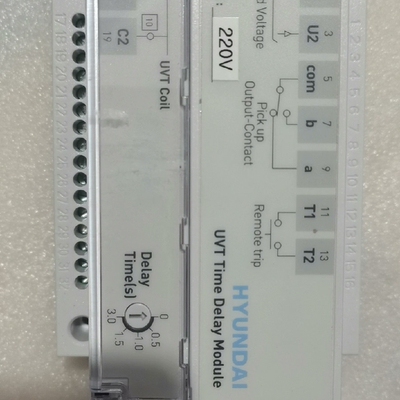 HYUNDAI
UVT Time Delay Module
220V
d Voltage
3
U2
5
com
Pick up
Output-Contact
7
b
9
a
Remote trip
11
T1
13
T2
C2
19
10
UVT Coil
Delay
Time(s)
0
0.5
1.0
1.5
3.0